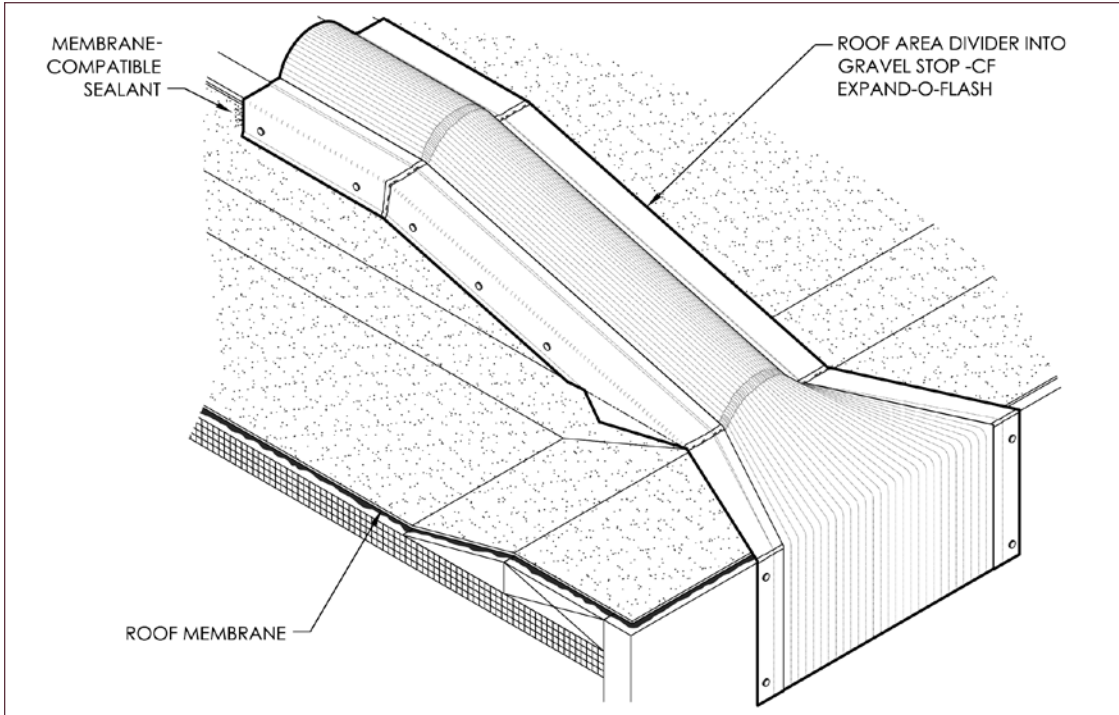 MEMBRANE-
COMPATIBLE
SEALANT
ROOF AREA DIVIDER INTO
GRAVEL STOP -CF
EXPAND-O-FLASH
ROOF MEMBRANE